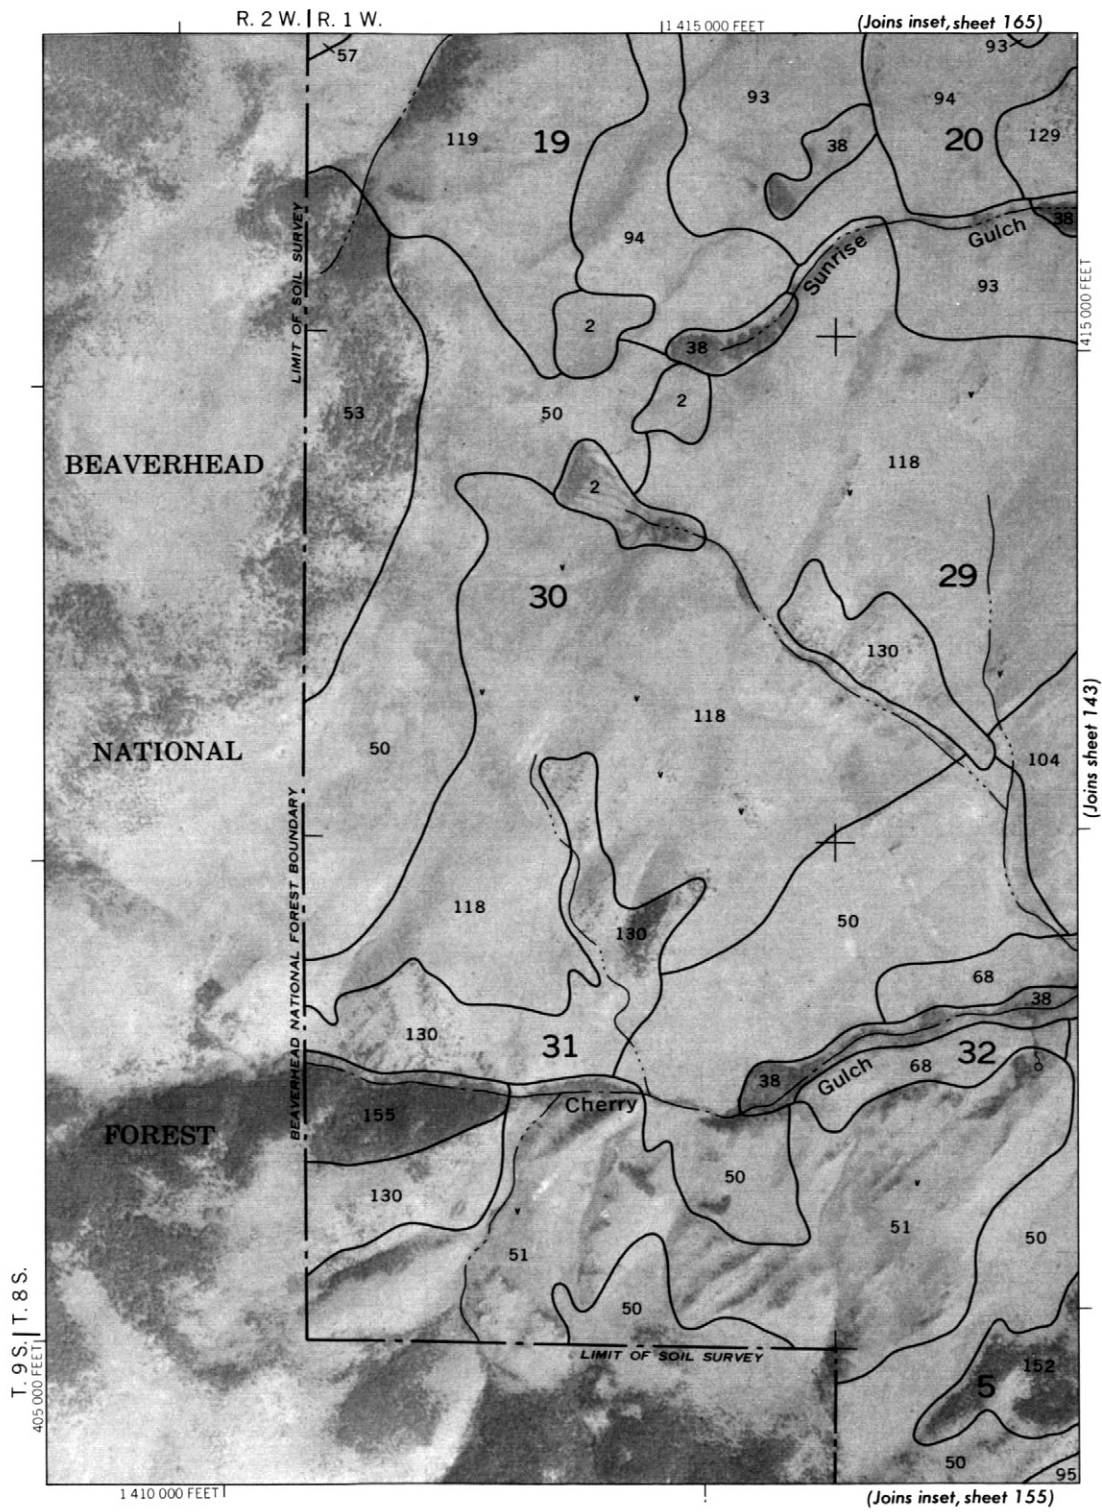 R. 2 W. | R. 1 W.
1 415 000 FEET
(Joins inset, sheet 165)
57
93
93
94
119
19
38
20
129
38
94
Sunrise
Gulch
LIMIT OF SOIL SURVEY
93
415 000 FEET
2
38
2
53
50
BEAVERHEAD
118
2
30
29
130
118
50
NATIONAL
104
(Joins sheet 143)
BEAVERHEAD NATIONAL FOREST BOUNDARY
118
130
50
68
38
130
31
32
68
38
Gulch
Cherry
155
FOREST
50
130
51
51
50
50
T. 9 S. | T. 8 S.
LIMIT OF SOIL SURVEY
152
5
405 000 FEET
50
95
1 410 000 FEET
(Joins inset, sheet 155)